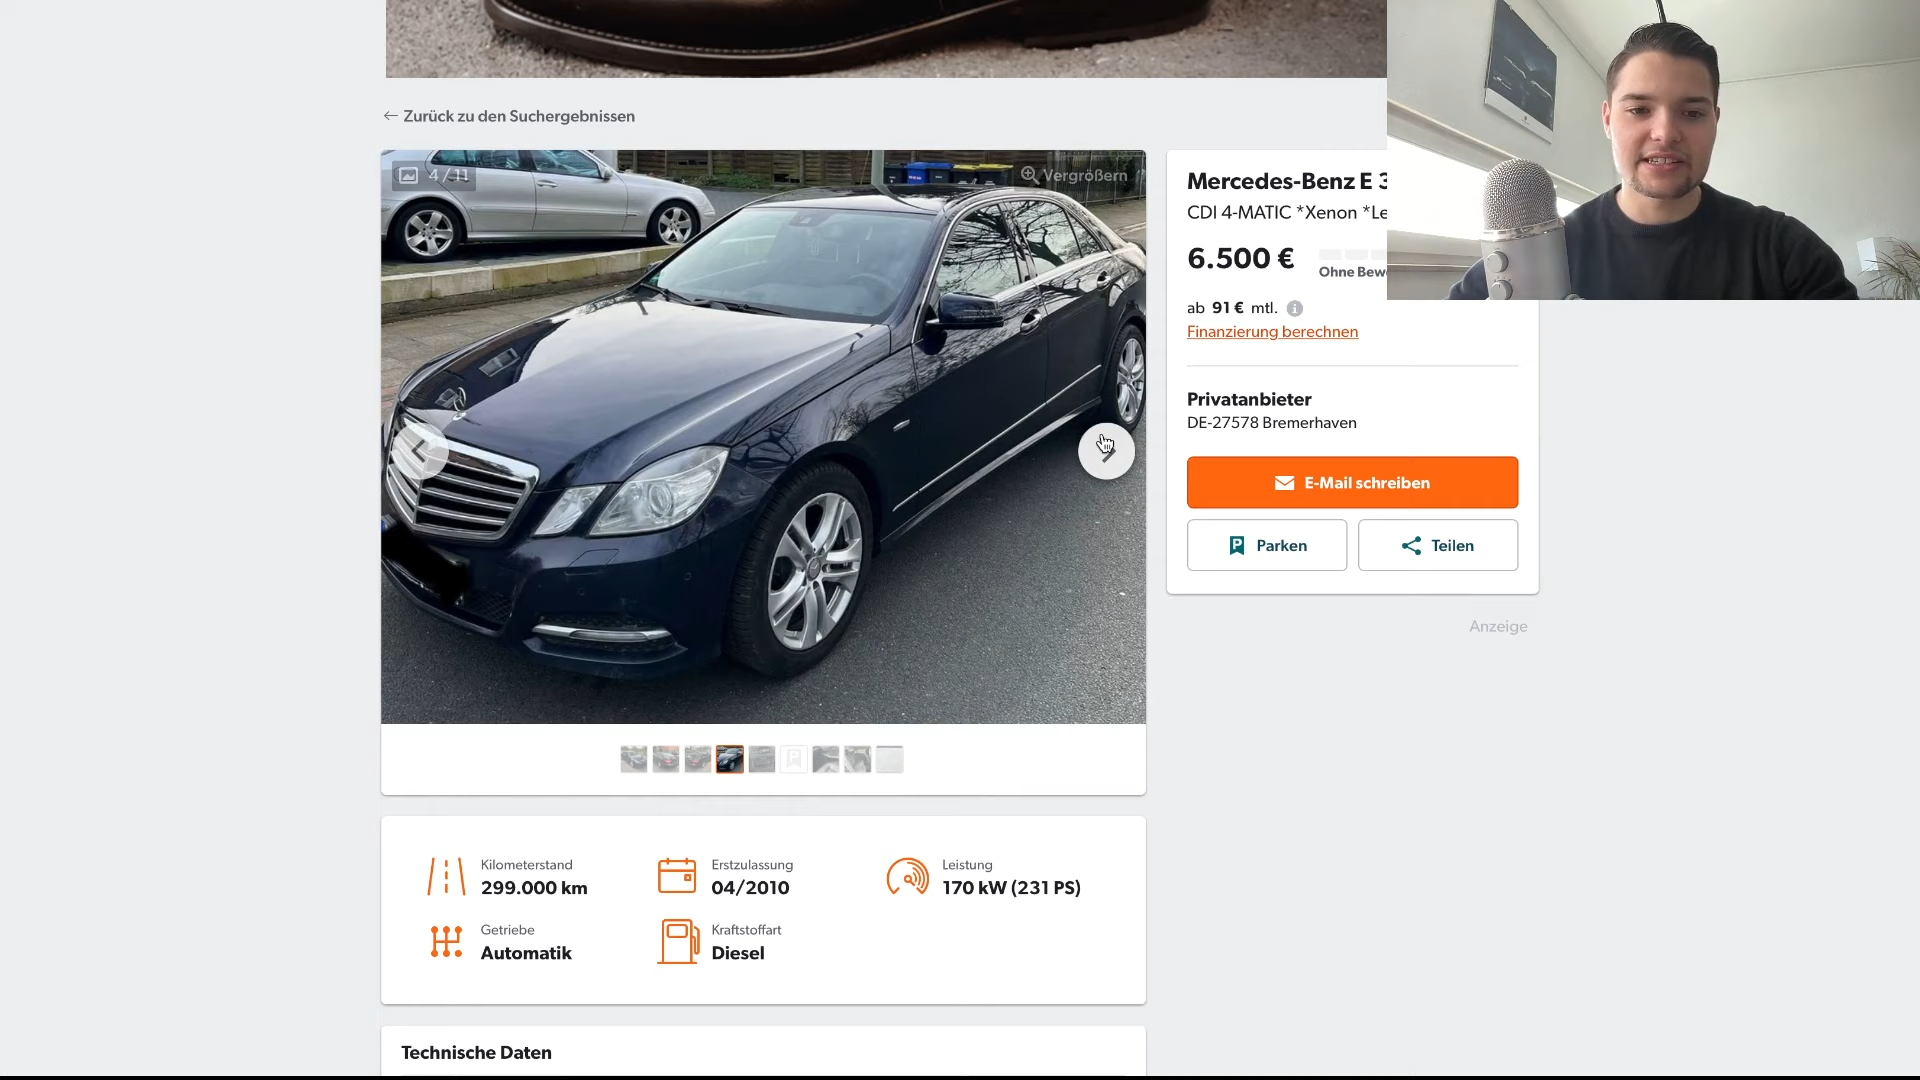 ← Zurück zu den Suchergebnissen
4 / 11
Vergrößern
Mercedes-Benz E 3
CDI 4-MATIC *Xenon *Le
6.500 €
Ohne Bew
ab 91 € mtl.
Finanzierung berechnen
Privatanbieter
DE-27578 Bremerhaven
E-Mail schreiben
Parken
Teilen
Anzeige
Kilometerstand
299.000 km
Erstzulassung
04/2010
Leistung
170 kW (231 PS)
Getriebe
Automatik
Kraftstoffart
Diesel
Technische Daten